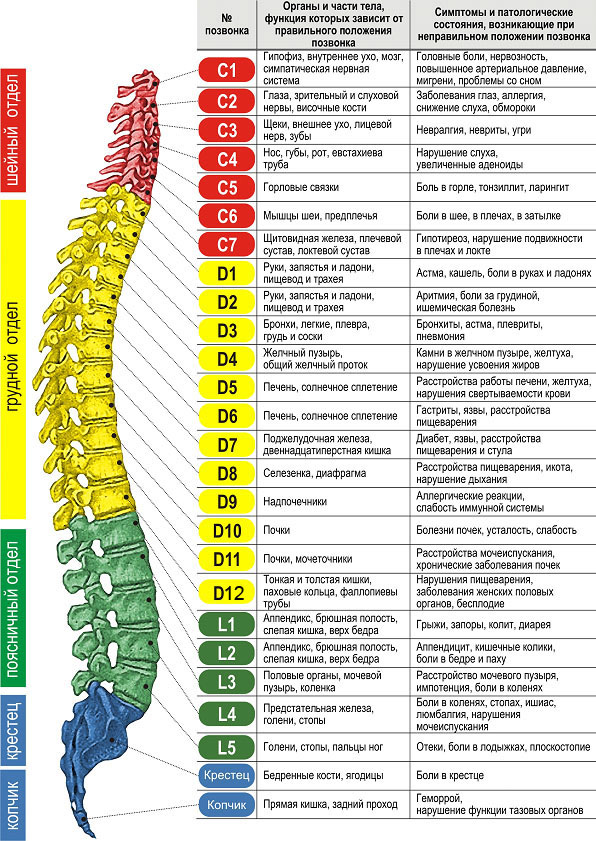 №
позвонка
Органы и части тела,
функция которых зависит от
правильного положения
позвонка
Симптомы и патологические
состояния, возникающие при
неправильном положении позвонка
шейный отдел
C1
Гипофиз, внутреннее ухо, мозг,
симпатическая нервная
система
Головные боли, нервозность,
повышенное артериальное давление,
мигрени, проблемы со сном
C2
Глаза, зрительный и слуховой
нервы, височные кости
Заболевания глаз, аллергия,
снижение слуха, обмороки
C3
Щеки, внешнее ухо, лицевой
нерв, зубы
Невралгия, невриты, угри
C4
Нос, губы, рот, евстахиева
труба
Нарушение слуха,
увеличенные аденоиды
C5
Горловые связки
Боль в горле, тонзиллит, ларингит
C6
Мышцы шеи, предплечья
Боли в шее, в плечах, в затылке
C7
Щитовидная железа, плечевой
сустав, локтевой сустав
Гипотиреоз, нарушение подвижности
в плечах и локте
грудной отдел
D1
Руки, запястья и ладони,
пищевод и трахея
Астма, кашель, боли в руках и ладонях
D2
Руки, запястья и ладони,
пищевод и трахея
Аритмия, боли за грудиной,
ишемическая болезнь
D3
Бронхи, легкие, плевра,
грудь и соски
Бронхиты, астма, плевриты,
пневмония
D4
Желчный пузырь,
общий желчный проток
Камни в желчном пузыре, желтуха,
нарушение усвоения жиров
D5
Печень, солнечное сплетение
Расстройства работы печени, желтуха,
нарушения свертываемости крови
D6
Печень, солнечное сплетение
Гастриты, язвы, расстройства
пищеварения
D7
Поджелудочная железа,
двеннадцатиперстная кишка
Диабет, язвы, расстройства
пищеварения и стула
D8
Селезенка, диафрагма
Расстройства пищеварения, икота,
нарушение дыхания
D9
Надпочечники
Аллергические реакции,
слабость иммунной системы
D10
Почки
Болезни почек, усталость, слабость
D11
Почки, мочеточники
Расстройства мочеиспускания,
хронические заболевания почек
D12
Тонкая и толстая кишки,
паховые кольца, фаллопиевы
трубы
Нарушения пищеварения,
заболевания женских половых
органов, бесплодие
поясничный отдел
L1
Аппендикс, брюшная полость,
слепая кишка, верх бедра
Грыжи, запоры, колит, диарея
L2
Аппендикс, брюшная полость,
слепая кишка, верх бедра
Аппендицит, кишечные колики,
боли в бедре и паху
L3
Половые органы, мочевой
пузырь, коленка
Расстройство мочевого пузыря,
импотенция, боли в коленях
L4
Предстательная железа,
голени, стопы
Боли в коленях, стопах, ишиас,
люмбалгия, нарушения
мочеиспускания
L5
Голени, стопы, пальцы ног
Отеки, боли в лодыжках, плоскостопие
крестец
Крестец
Бедренные кости, ягодицы
Боли в крестце
копчик
Копчик
Прямая кишка, задний проход
Геморрой,
нарушение функции тазовых органов